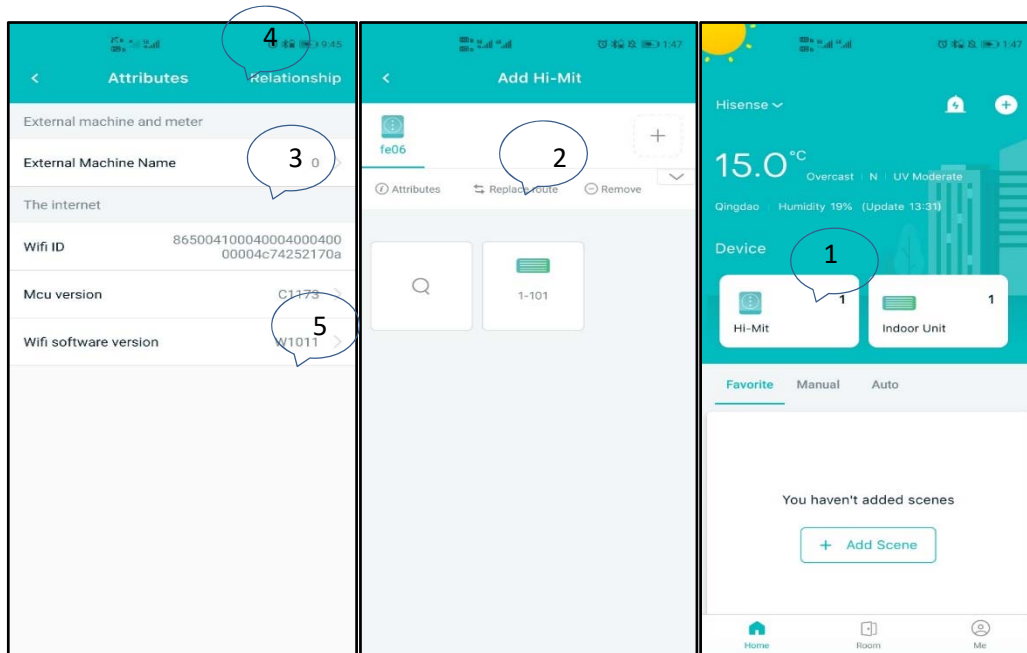 9:45
Attributes
Relationship
4
External machine and meter
External Machine Name
0
3
The internet
Wifi ID
865004100040004000400
00004c74252170a
Mcu version
C1173
Wifi software version
W1011
5
1:47
Add Hi-Mit
fe06
2
Attributes
Replace route
Remove
1-101
1:47
Hisense
15.0°C
Overcast | N | UV Moderate
Qingdao | Humidity 19% (Update 13:31)
Device
1
Hi-Mit
1
Indoor Unit
1
Favorite Manual Auto
You haven't added scenes
+ Add Scene
Home Room Me